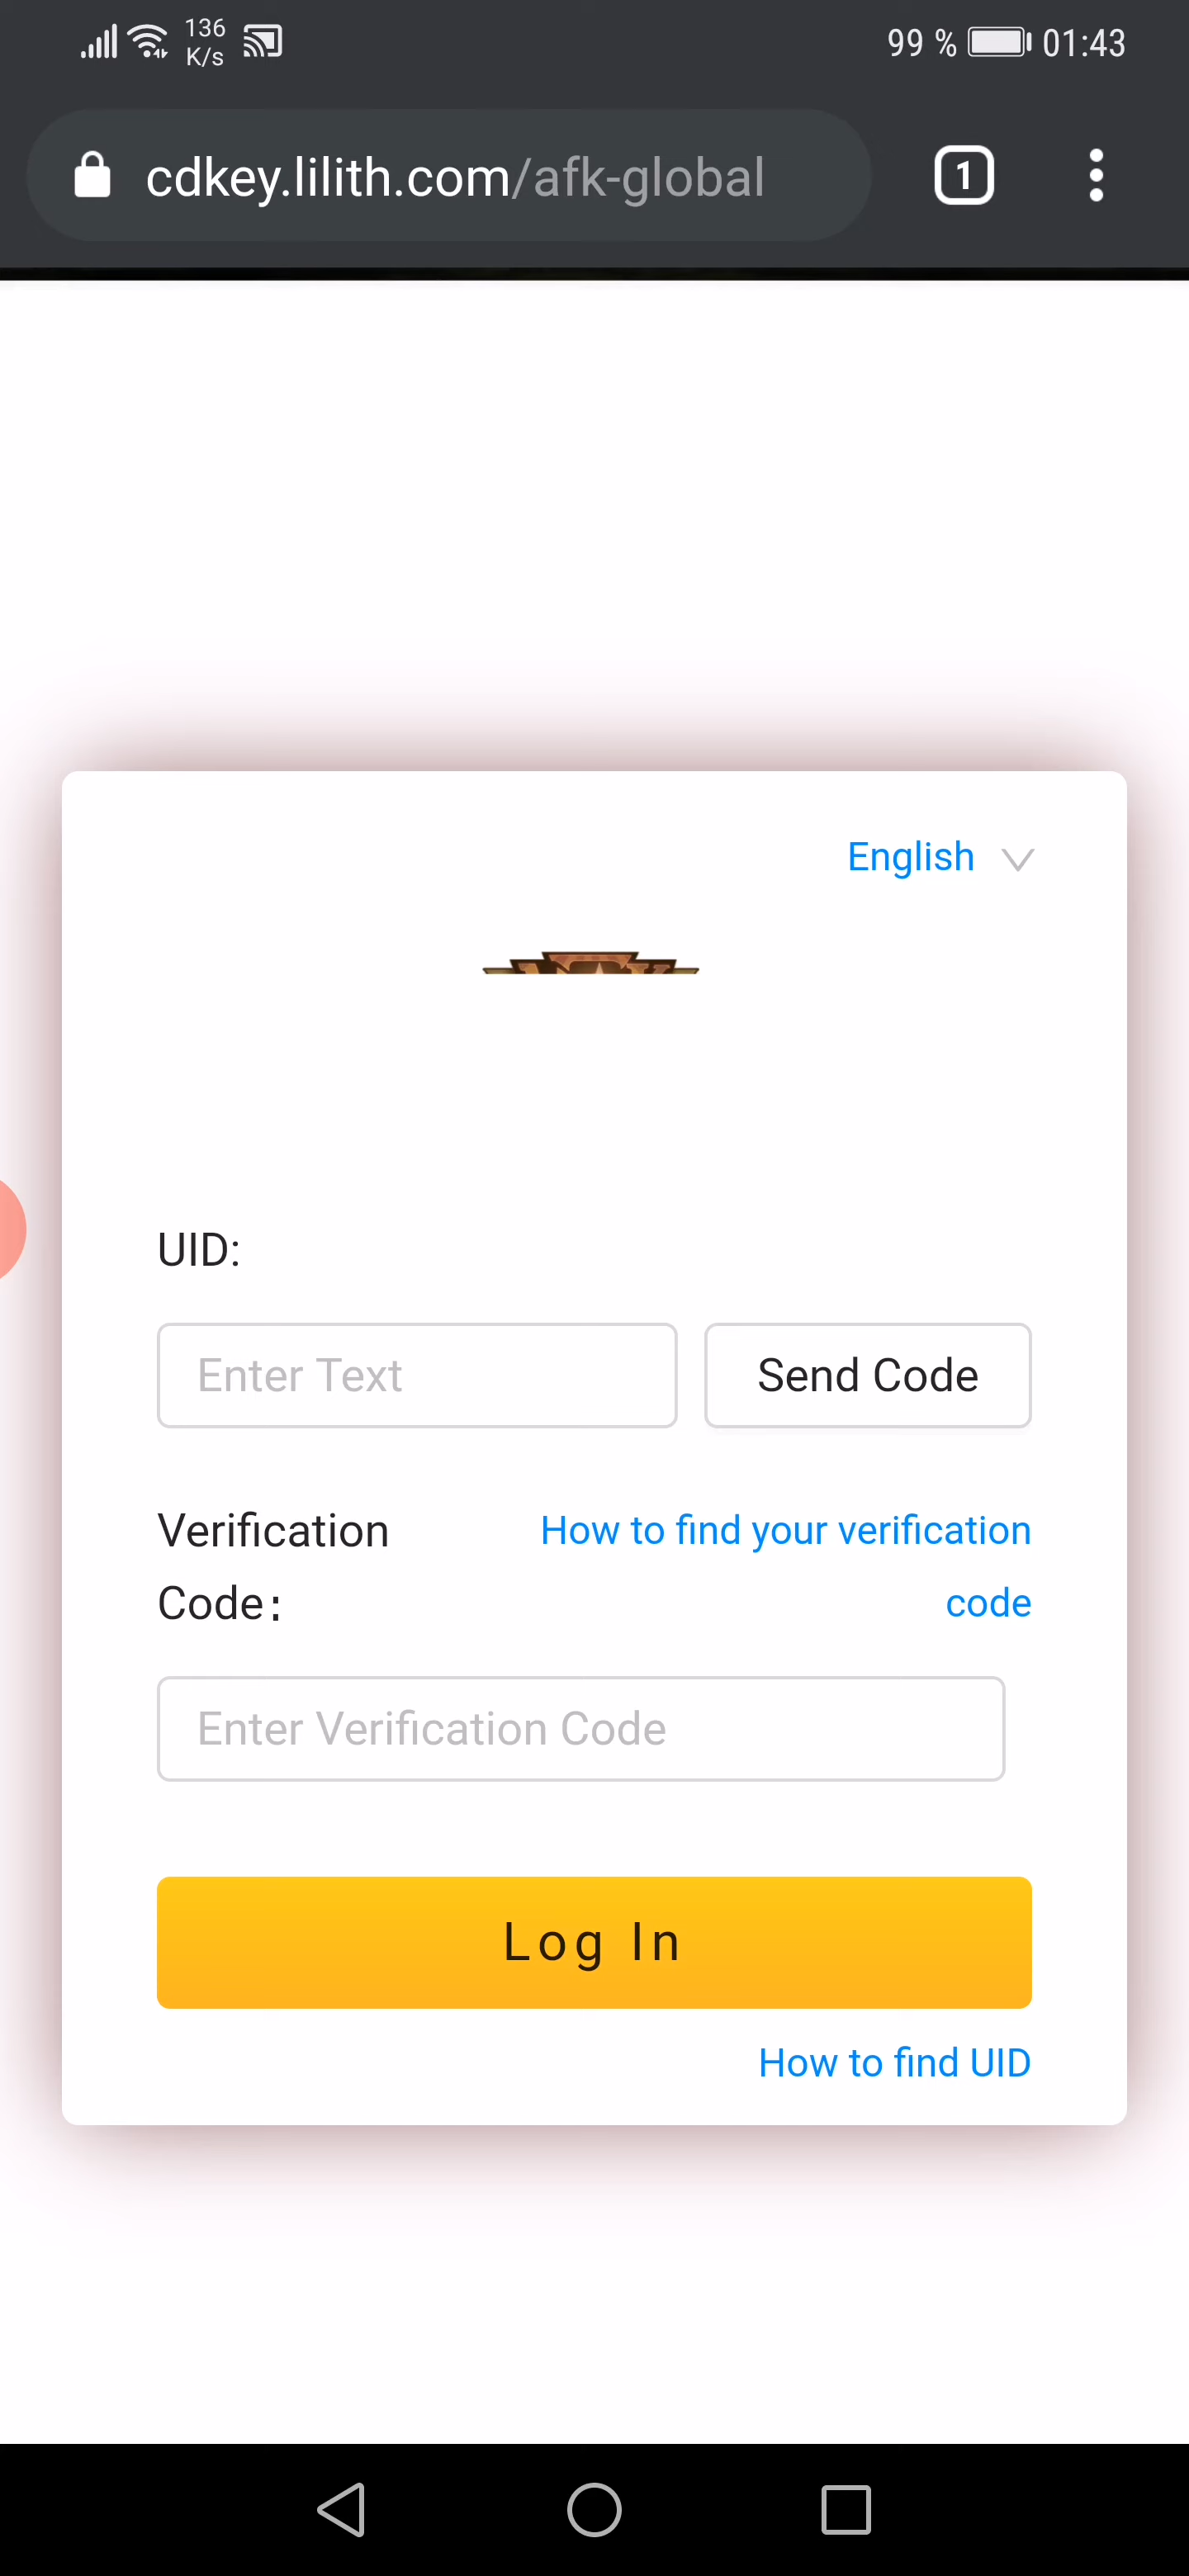 136
K/s
99 % 01:43
cdkey.lilith.com/afk-global
1
English
UID:
Enter Text
Send Code
Verification
Code:
How to find your verification
code
Enter Verification Code
Log In
How to find UID